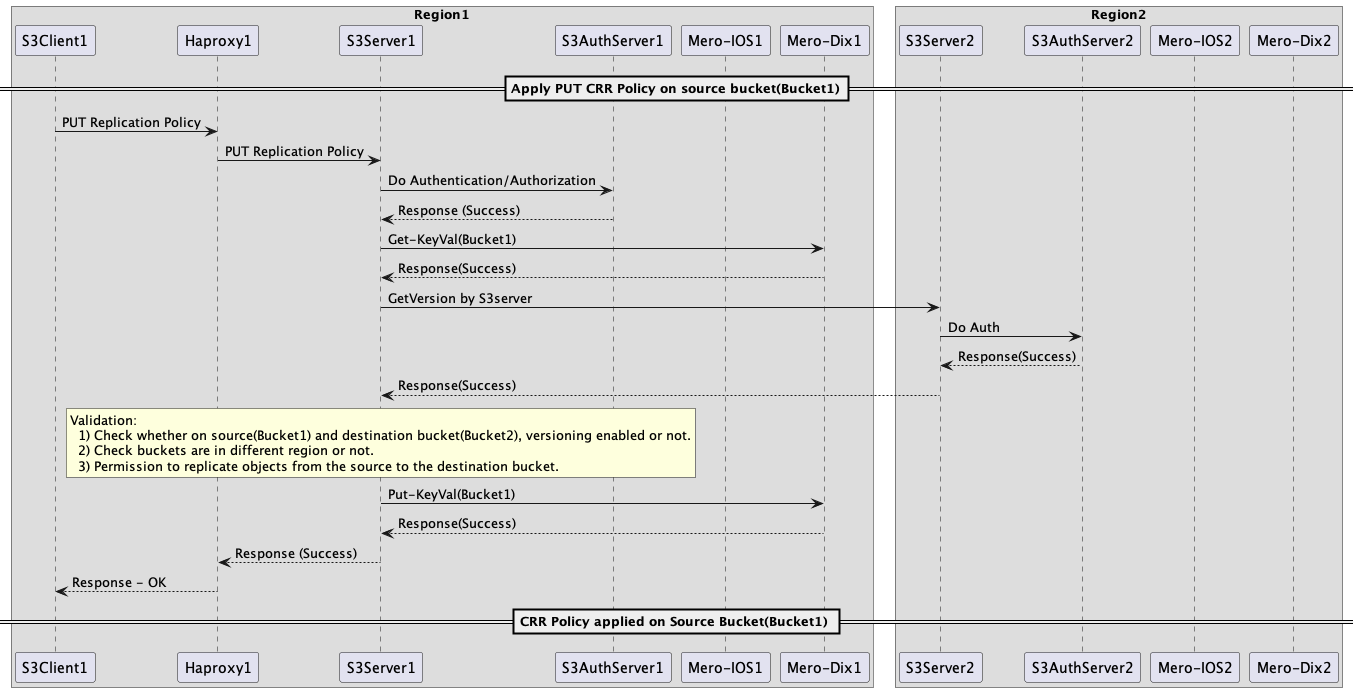 Region1
Region2
S3Client1
Haproxy1
S3Server1
S3AuthServer1
Mero-IOS1
Mero-Dix1
S3Server2
S3AuthServer2
Mero-IOS2
Mero-Dix2
Apply PUT CRR Policy on source bucket(Bucket1)
PUT Replication Policy
PUT Replication Policy
Do Authentication/Authorization
Response (Success)
Get-KeyVal(Bucket1)
Response(Success)
GetVersion by S3server
Do Auth
Response(Success)
Response(Success)
Validation:
1) Check whether on source(Bucket1) and destination bucket(Bucket2), versioning enabled or not.
2) Check buckets are in different region or not.
3) Permission to replicate objects from the source to the destination bucket.
Put-KeyVal(Bucket1)
Response(Success)
Response (Success)
Response - OK
CRR Policy applied on Source Bucket(Bucket1)
S3Client1
Haproxy1
S3Server1
S3AuthServer1
Mero-IOS1
Mero-Dix1
S3Server2
S3AuthServer2
Mero-IOS2
Mero-Dix2